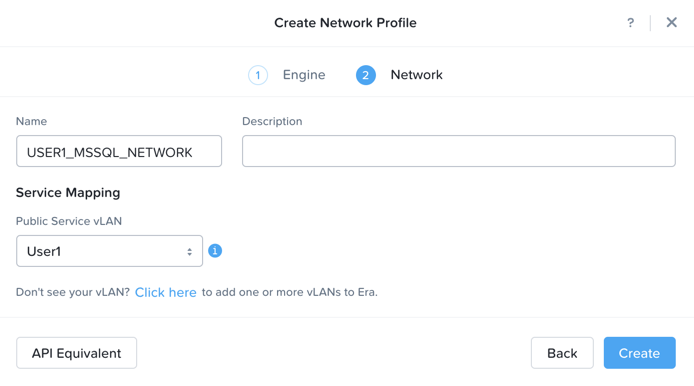 Create Network Profile
?
1 Engine 2 Network
Name Description
USER1_MSSQL_NETWORK
Service Mapping
Public Service vLAN
User1
i
Don't see your vLAN? Click here to add one or more vLANs to Era.
API Equivalent Back Create